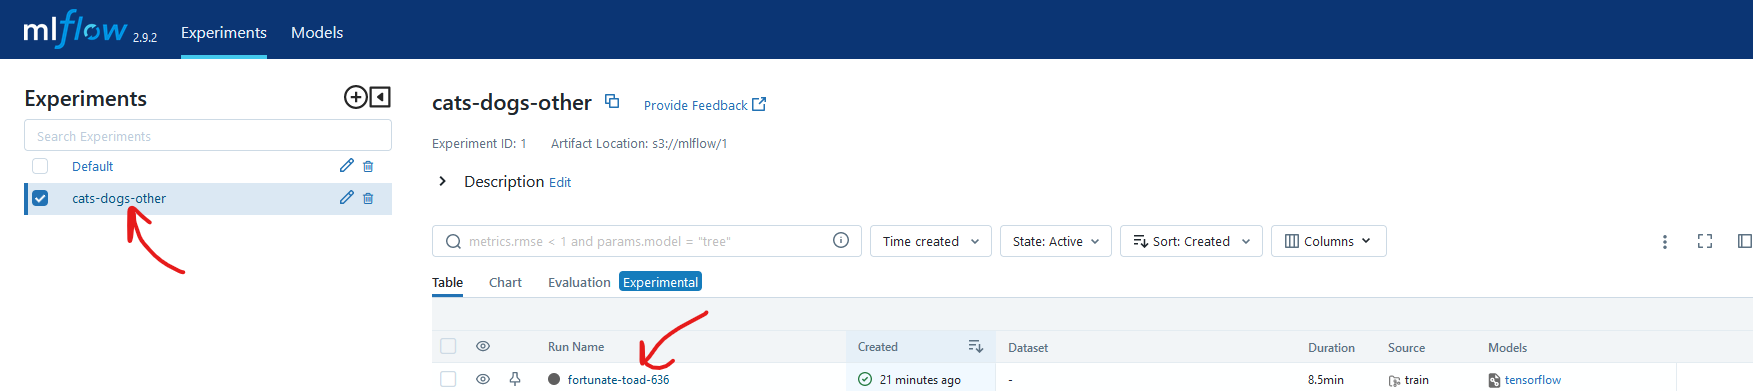 mlflow 2.9.2 Experiments Models
Experiments
Search Experiments
Default
cats-dogs-other
cats-dogs-other Provide Feedback
Experiment ID: 1 Artifact Location: s3://mlflow/1
Description Edit
metrics.rmse < 1 and params.model = "tree" Time created State: Active Sort: Created Columns
Table Chart Evaluation Experimental
Run Name Created Dataset Duration Source Models
fortunate-toad-636 21 minutes ago - 8.5min train tensorflow